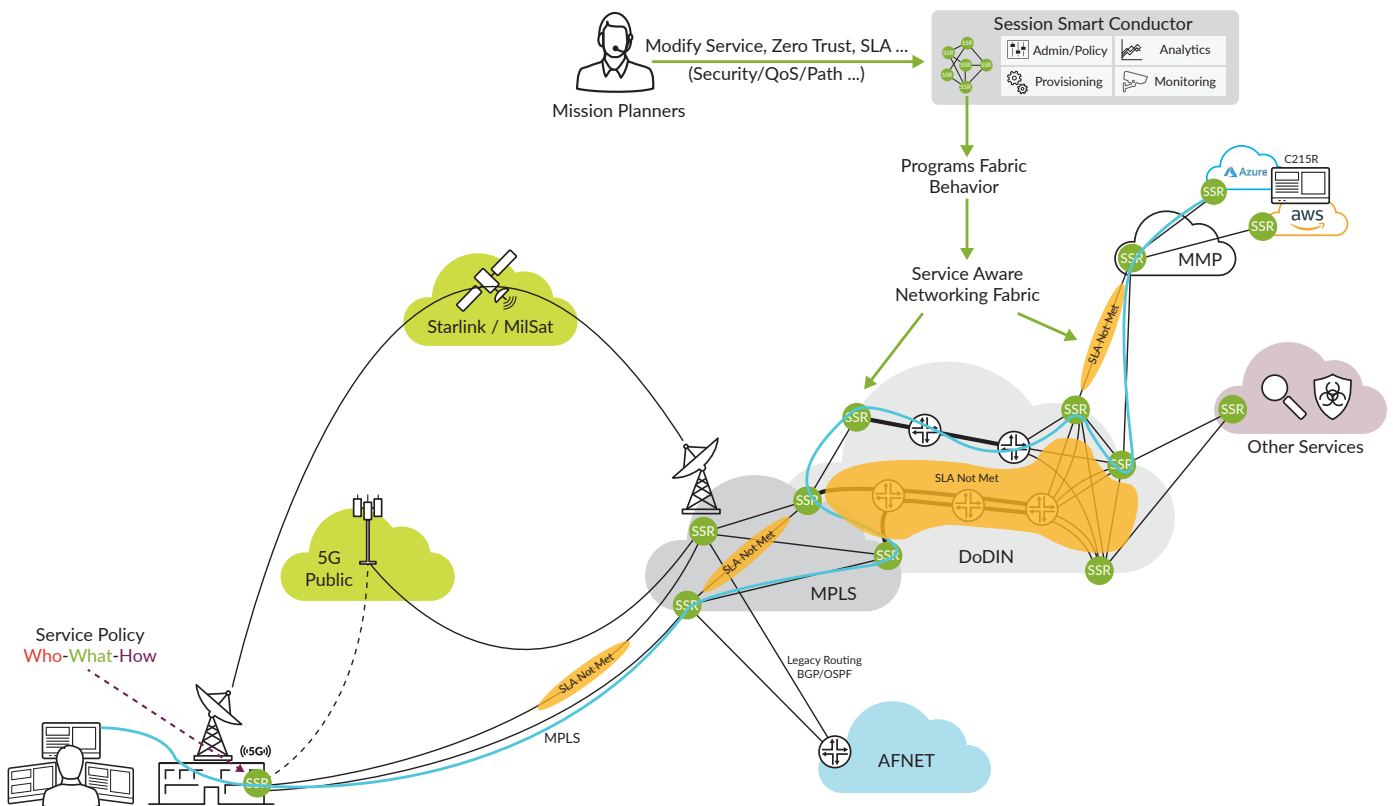 Session Smart Conductor
SSR
SSR
SSR
SSR
SSR
SSR
Admin/Policy
Analytics
Provisioning
Monitoring
Modify Service, Zero Trust, SLA ...
(Security/QoS/Path ...)
Mission Planners
Programs Fabric
Behavior
Service Aware
Networking Fabric
C215R
Azure
SSR
aws
SSR
SSR
MMP
SLA Not Met
Starlink / MilSat
SSR
SSR
SSR
Other Services
SSR
SLA Not Met
SSR
SSR
SLA Not Met
SSR
DoDIN
SSR
MPLS
SSR
5G
Public
Service Policy
Who-What-How
SLA Not Met
Legacy Routing
BGP/OSPF
MPLS
((5G))
SSR
AFNET